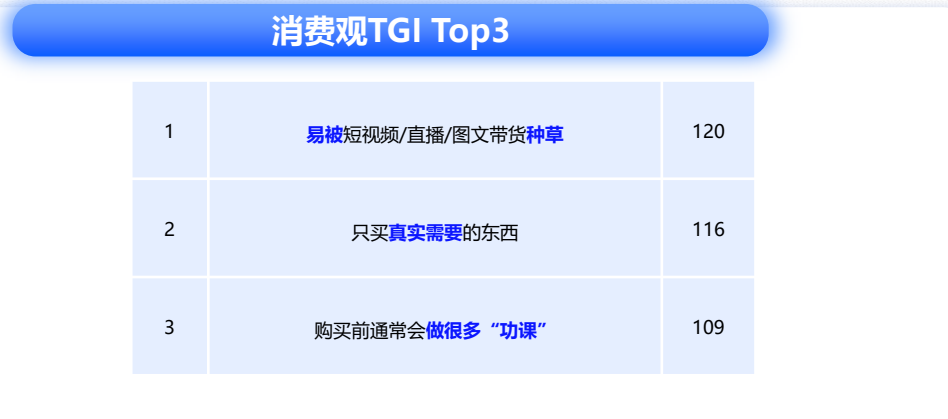 消费观TGI Top3
1 易被短视频/直播/图文带货种草 120
2 只买真实需要的东西 116
3 购买前通常会做很多“功课” 109